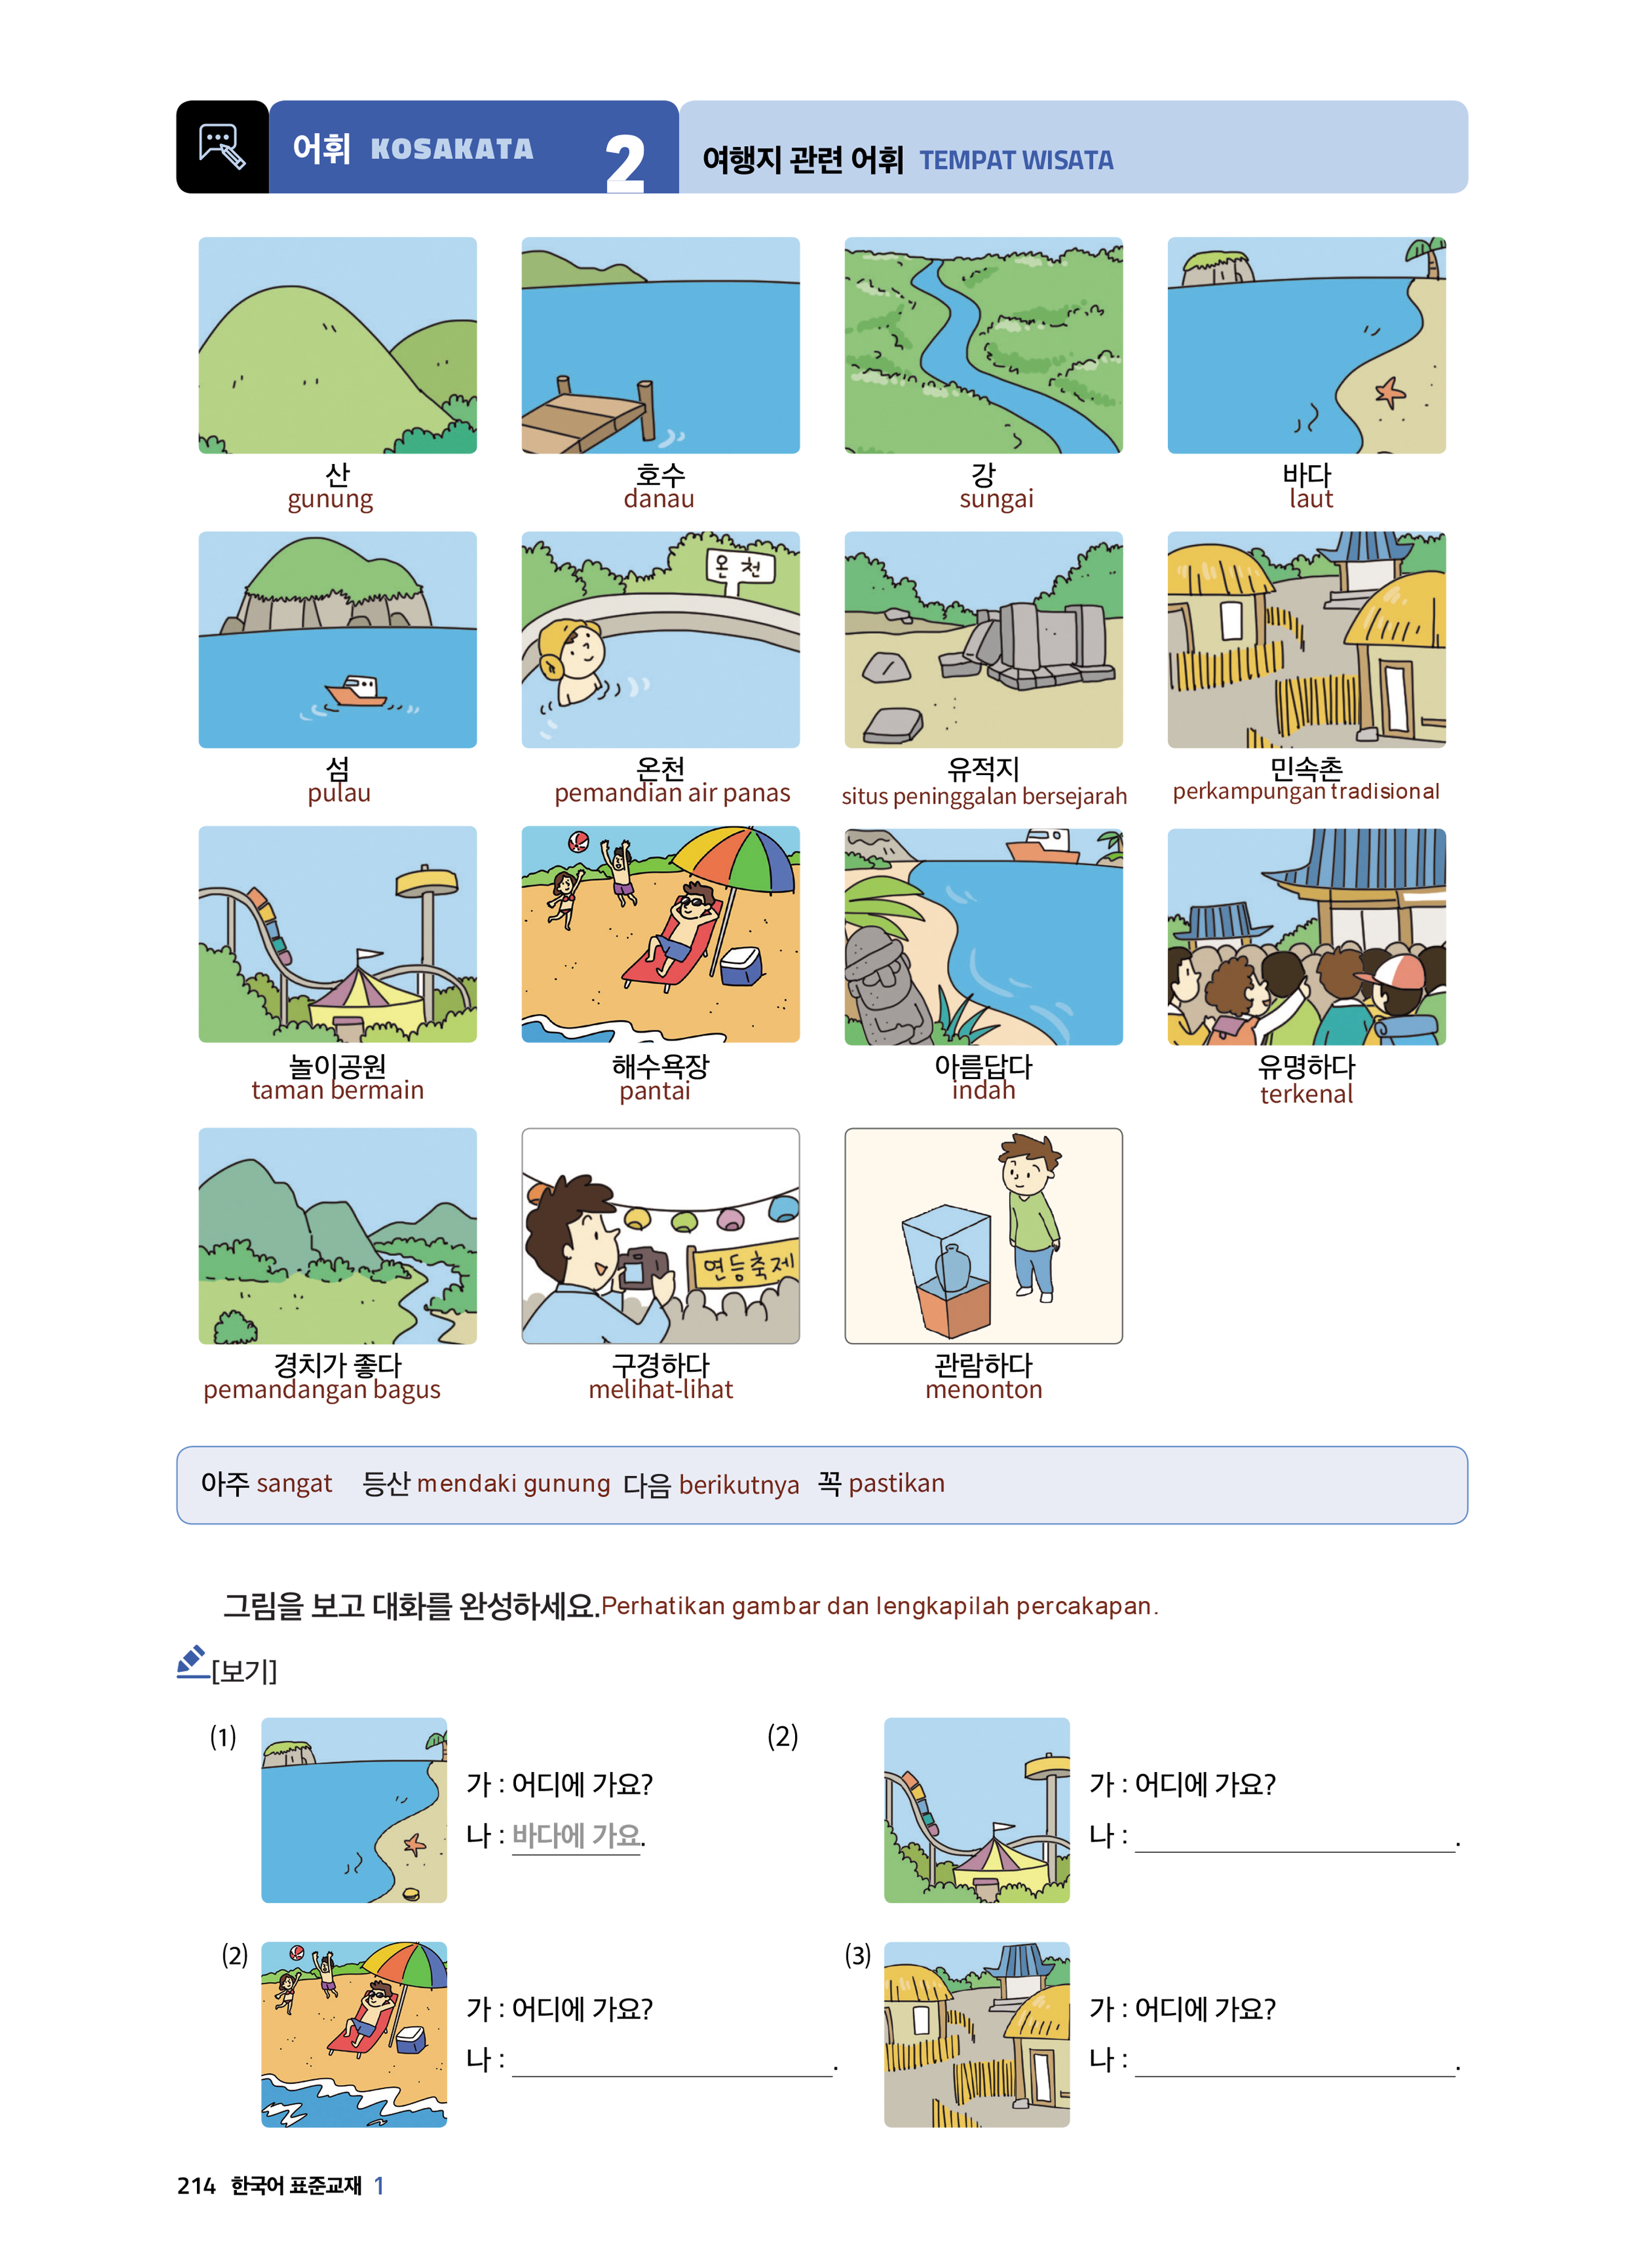 어휘 KOSAKATA 2 여행지 관련 어휘 TEMPAT WISATA
산 호수 강 바다
gunung danau sungai laut
온 천
섬 온천 유적지 민속촌
pulau pemandian air panas situs peninggalan bersejarah perkampungan tradisional
놀이공원 해수욕장 아름답다 유명하다
taman bermain pantai indah terkenal
연등축제
경치가 좋다 구경하다 관람하다
pemandangan bagus melihat-lihat menonton
아주 sangat 등산 mendaki gunung 다음 berikutnya 꼭 pastikan
그림을 보고 대화를 완성하세요.Perhatikan gambar dan lengkapilah percakapan.
[보기]
(1)
가 : 어디에 가요?
나 : 바다에 가요.
(2)
가 : 어디에 가요?
나 : .
(2)
가 : 어디에 가요?
나 : .
(3)
가 : 어디에 가요?
나 : .
214 한국어 표준교재 1